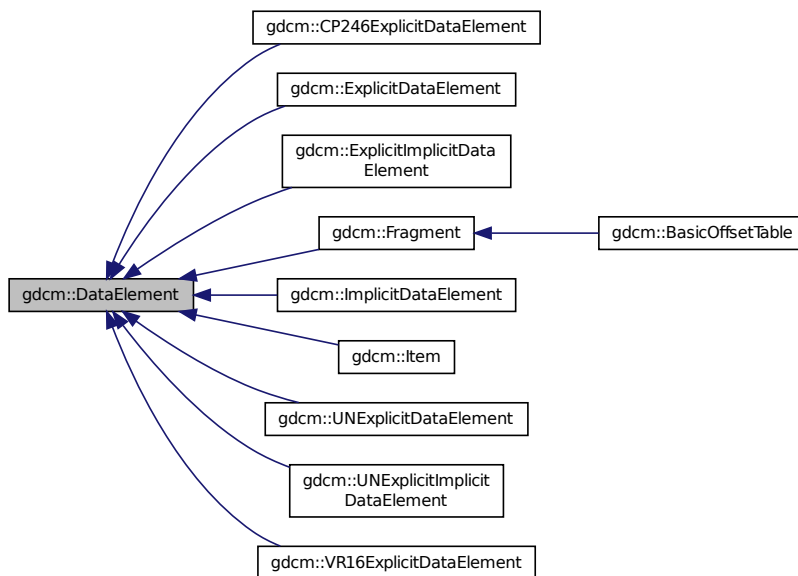 gdcm::CP246ExplicitDataElement
gdcm::ExplicitDataElement
gdcm::ExplicitImplicitData
Element
gdcm::Fragment
gdcm::BasicOffsetTable
gdcm::DataElement
gdcm::ImplicitDataElement
gdcm::Item
gdcm::UNExplicitDataElement
gdcm::UNExplicitImplicit
DataElement
gdcm::VR16ExplicitDataElement